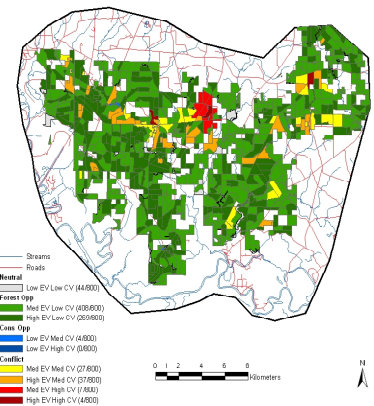 Streams
Roads
Neutral
Low EV Low CV (44/800)
Forest Opp
Med EV Low CV (408/800)
High EV Low CV (269/800)
Cons Opp
Low EV Med CV (4/800)
Low EV High CV (0/800)
Conflict
Med EV Med CV (27/800)
High EV Med CV (37/800)
Med EV High CV (7/800)
High EV High CV (4/800)
0 1 2 4 6 8
Kilometers
N